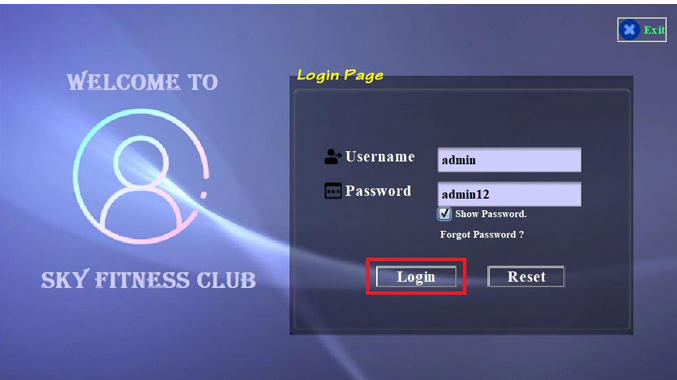 Exit
WELCOME TO
SKY FITNESS CLUB
Login Page
Username
admin
Password
admin12
Show Password.
Forgot Password ?
Login
Reset